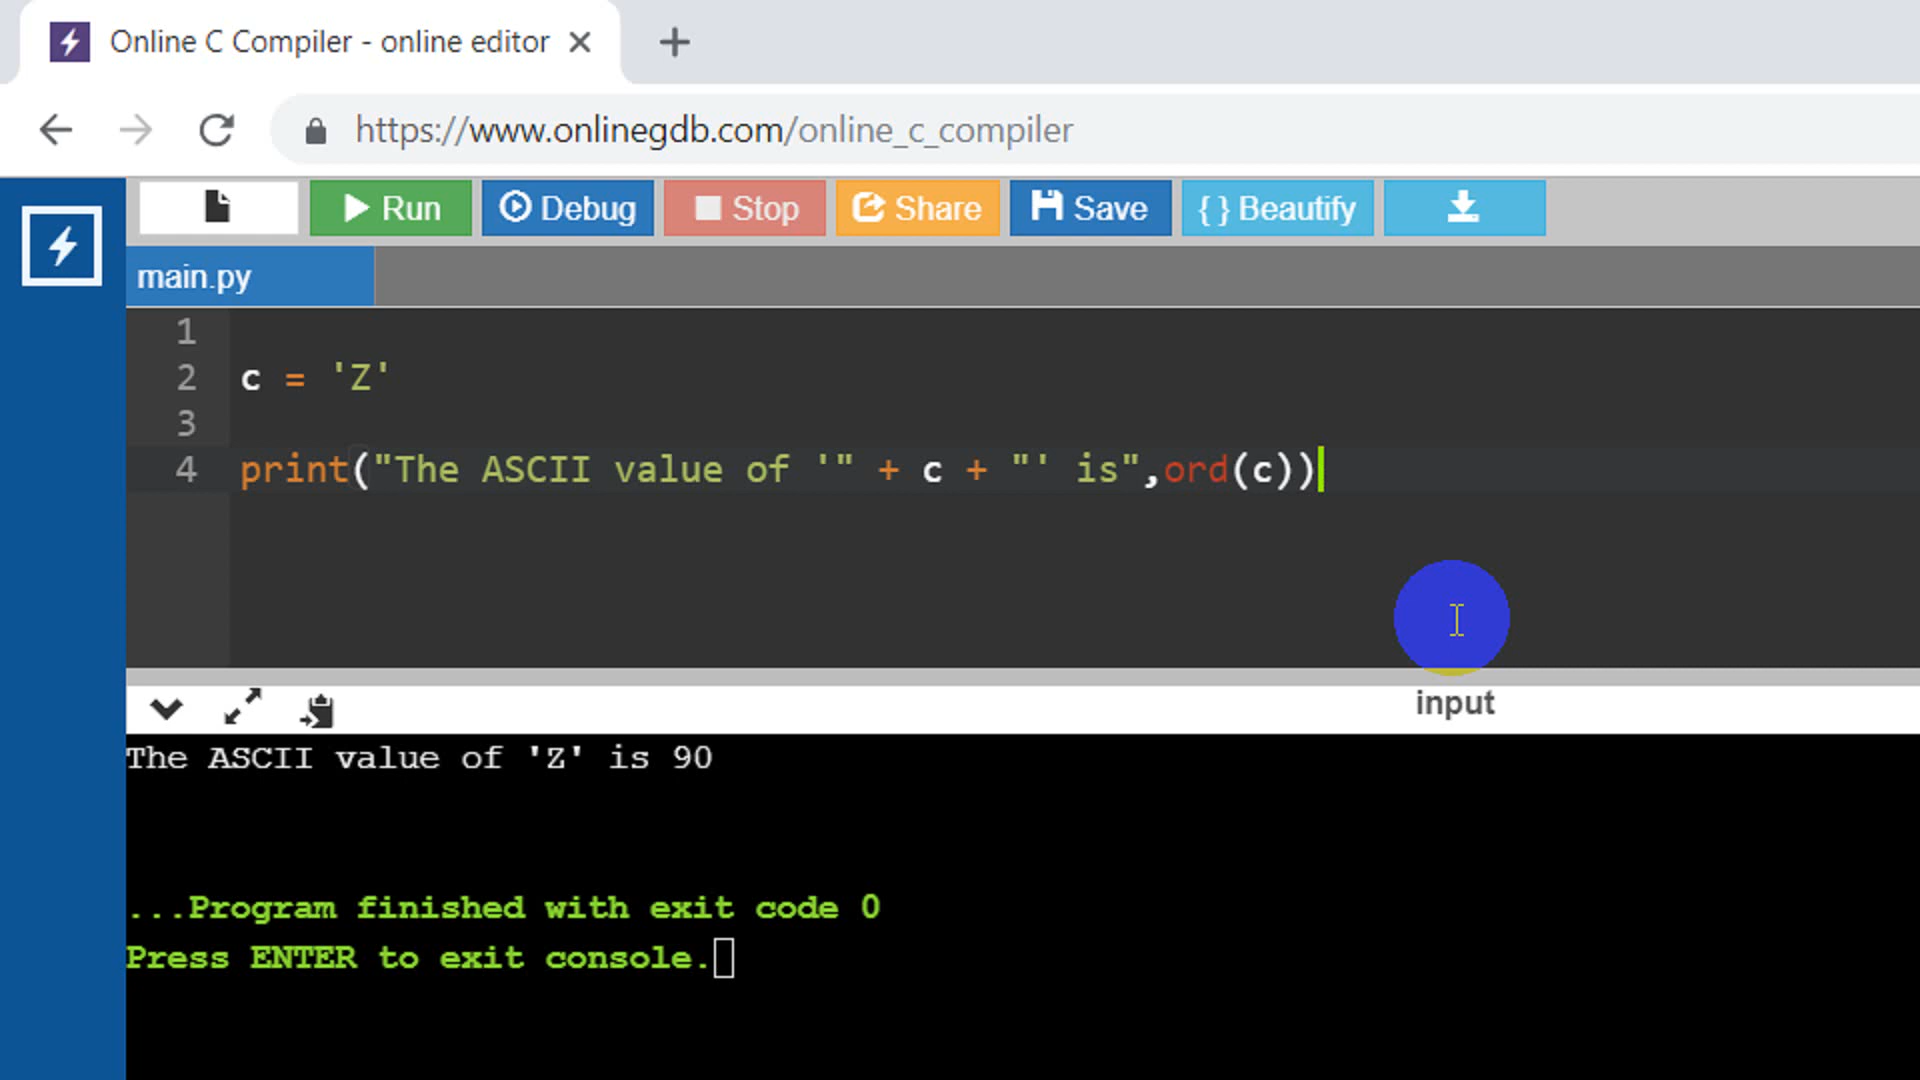 Online C Compiler - online editor
https://www.onlinegdb.com/online_c_compiler
Run Debug Stop Share Save { } Beautify
main.py
1
2 c = 'Z'
3
4 print("The ASCII value of '" + c + "' is",ord(c))
input
The ASCII value of 'Z' is 90
...Program finished with exit code 0
Press ENTER to exit console.